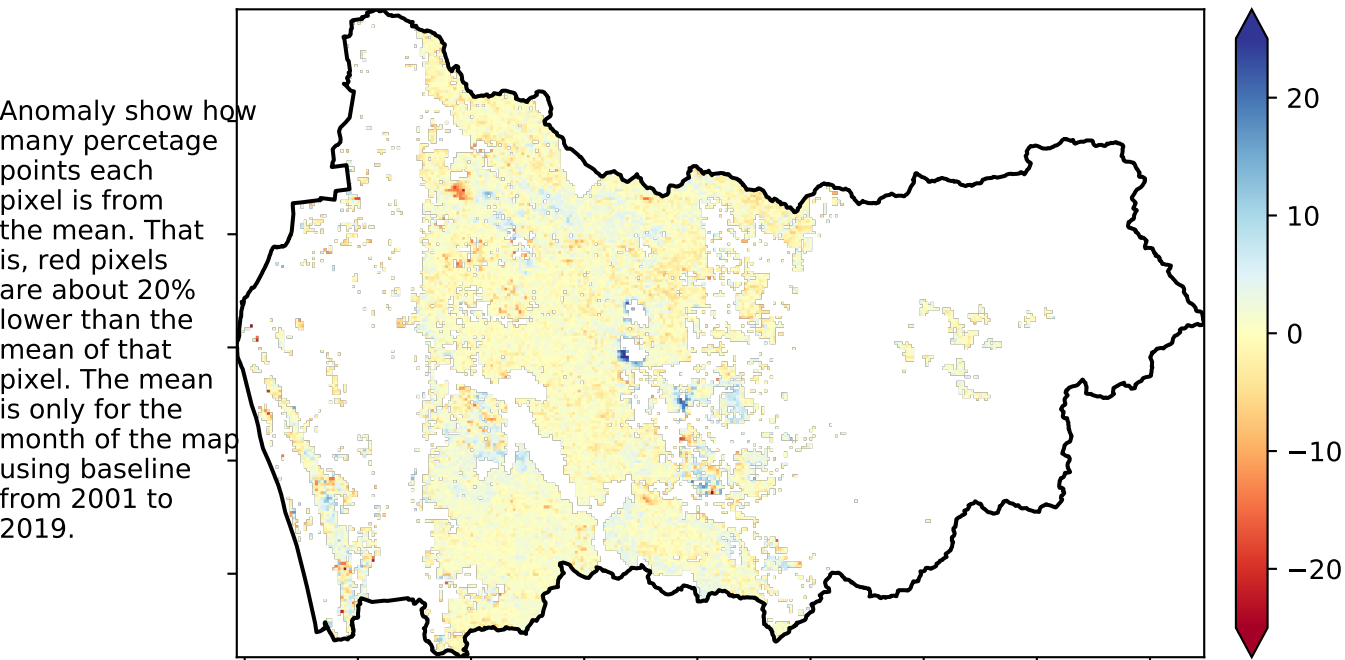 Anomaly show how
many percetage
points each
pixel is from
the mean. That
is, red pixels
are about 20%
lower than the
mean of that
pixel. The mean
is only for the
month of the map
using baseline
from 2001 to
2019.
20
10
0
−10
−20